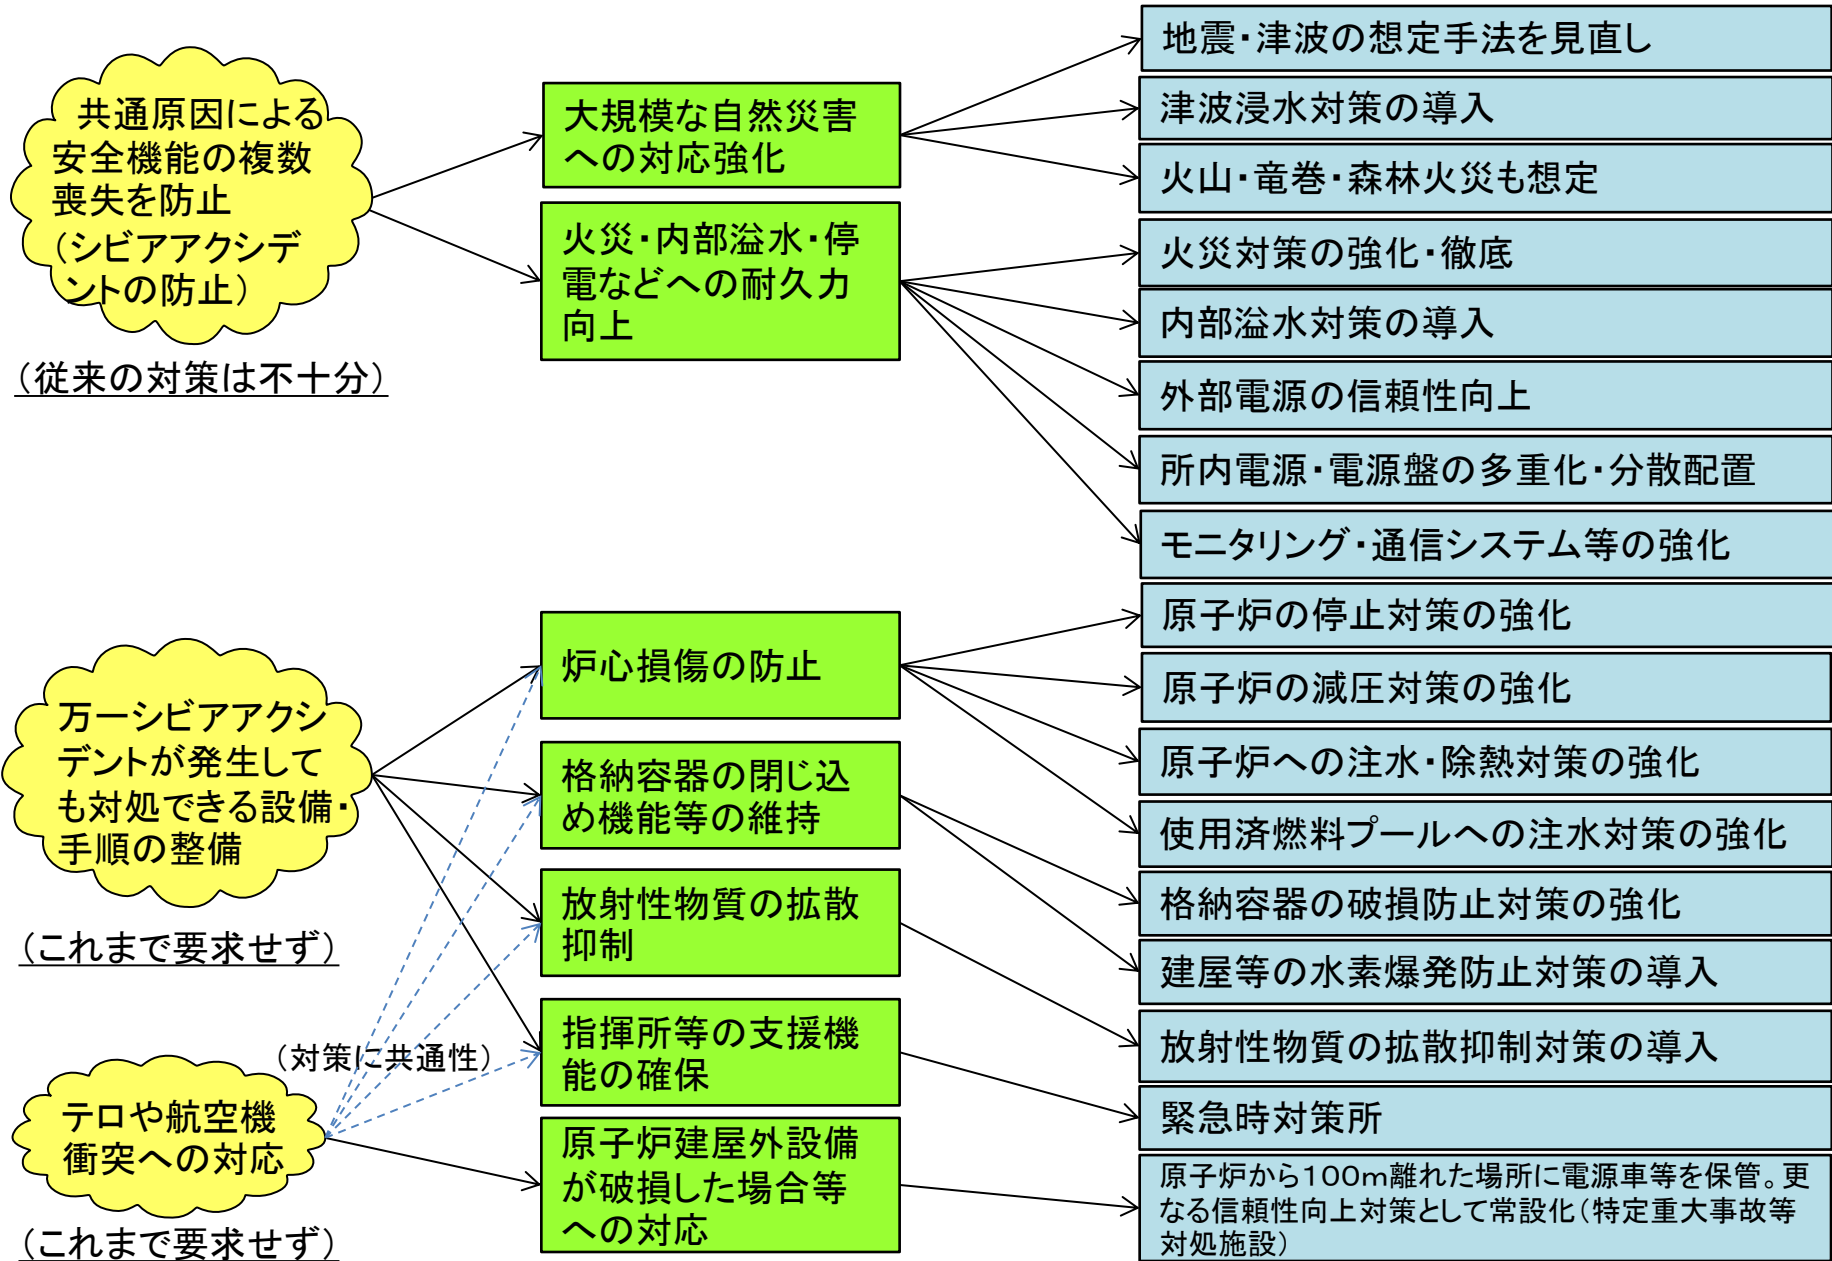 共通原因による
安全機能の複数
喪失を防止
(シビアアクシデ
ントの防止)
(従来の対策は不十分)
大規模な自然災害
への対応強化
火災・内部溢水・停
電などへの耐久力
向上
地震・津波の想定手法を見直し
津波浸水対策の導入
火山・竜巻・森林火災も想定
火災対策の強化・徹底
内部溢水対策の導入
外部電源の信頼性向上
所内電源・電源盤の多重化・分散配置
モニタリング・通信システム等の強化
万一シビアアクシ
デントが発生して
も対処できる設備・
手順の整備
(これまで要求せず)
炉心損傷の防止
格納容器の閉じ込
め機能等の維持
放射性物質の拡散
抑制
指揮所等の支援機
能の確保
原子炉の停止対策の強化
原子炉の減圧対策の強化
原子炉への注水・除熱対策の強化
使用済燃料プールへの注水対策の強化
格納容器の破損防止対策の強化
建屋等の水素爆発防止対策の導入
放射性物質の拡散抑制対策の導入
緊急時対策所
(対策に共通性)
テロや航空機
衝突への対応
(これまで要求せず)
原子炉建屋外設備
が破損した場合等
への対応
原子炉から100m離れた場所に電源車等を保管。更
なる信頼性向上対策として常設化(特定重大事故等
対処施設)